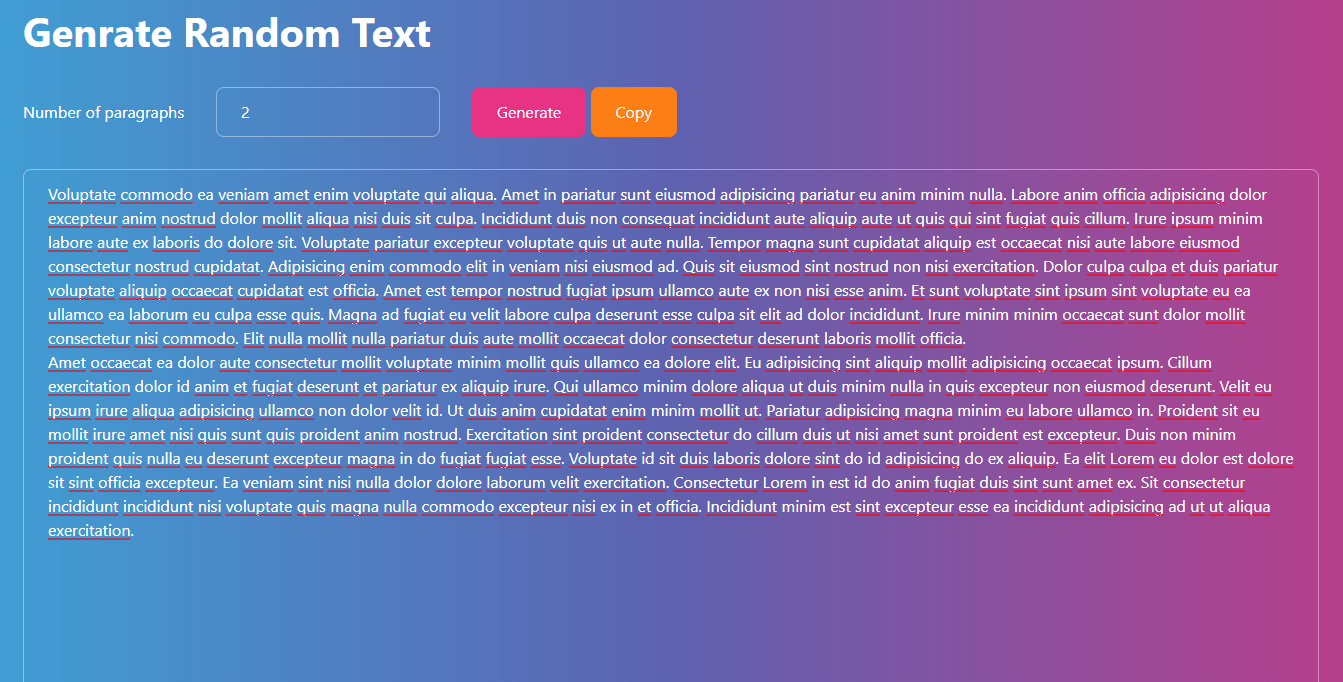 Genrate Random Text
Number of paragraphs
2
Generate
Copy
Voluptate commodo ea veniam amet enim voluptate qui aliqua. Amet in pariatur sunt eiusmod adipisicing pariatur eu anim minim nulla. Labore anim officia adipisicing dolor
excepteur anim nostrud dolor mollit aliqua nisi duis sit culpa. Incididunt duis non consequat incididunt aute aliquip aute ut quis qui sint fugiat quis cillum. Irure ipsum minim
labore aute ex laboris do dolore sit. Voluptate pariatur excepteur voluptate quis ut aute nulla. Tempor magna sunt cupidatat aliquip est occaecat nisi aute labore eiusmod
consectetur nostrud cupidatat. Adipisicing enim commodo elit in veniam nisi eiusmod ad. Quis sit eiusmod sint nostrud non nisi exercitation. Dolor culpa culpa et duis pariatur
voluptate aliquip occaecat cupidatat est officia. Amet est tempor nostrud fugiat ipsum ullamco aute ex non nisi esse anim. Et sunt voluptate sint ipsum sint voluptate eu ea
ullamco ea laborum eu culpa esse quis. Magna ad fugiat eu velit labore culpa deserunt esse culpa sit elit ad dolor incididunt. Irure minim minim occaecat sunt dolor mollit
consectetur nisi commodo. Elit nulla mollit nulla pariatur duis aute mollit occaecat dolor consectetur deserunt laboris mollit officia.
Amet occaecat ea dolor aute consectetur mollit voluptate minim mollit quis ullamco ea dolore elit. Eu adipisicing sint aliquip mollit adipisicing occaecat ipsum. Cillum
exercitation dolor id anim et fugiat deserunt et pariatur ex aliquip irure. Qui ullamco minim dolore aliqua ut duis minim nulla in quis excepteur non eiusmod deserunt. Velit eu
ipsum irure aliqua adipisicing ullamco non dolor velit id. Ut duis anim cupidatat enim minim mollit ut. Pariatur adipisicing magna minim eu labore ullamco in. Proident sit eu
mollit irure amet nisi quis sunt quis proident anim nostrud. Exercitation sint proident consectetur do cillum duis ut nisi amet sunt proident est excepteur. Duis non minim
proident quis nulla eu deserunt excepteur magna in do fugiat fugiat esse. Voluptate id sit duis laboris dolore sint do id adipisicing do ex aliquip. Ea elit Lorem eu dolor est dolore
sit sint officia excepteur. Ea veniam sint nisi nulla dolor dolore laborum velit exercitation. Consectetur Lorem in est id do anim fugiat duis sint sunt amet ex. Sit consectetur
incididunt incididunt nisi voluptate quis magna nulla commodo excepteur nisi ex in et officia. Incididunt minim est sint excepteur esse ea incididunt adipisicing ad ut ut aliqua
exercitation.